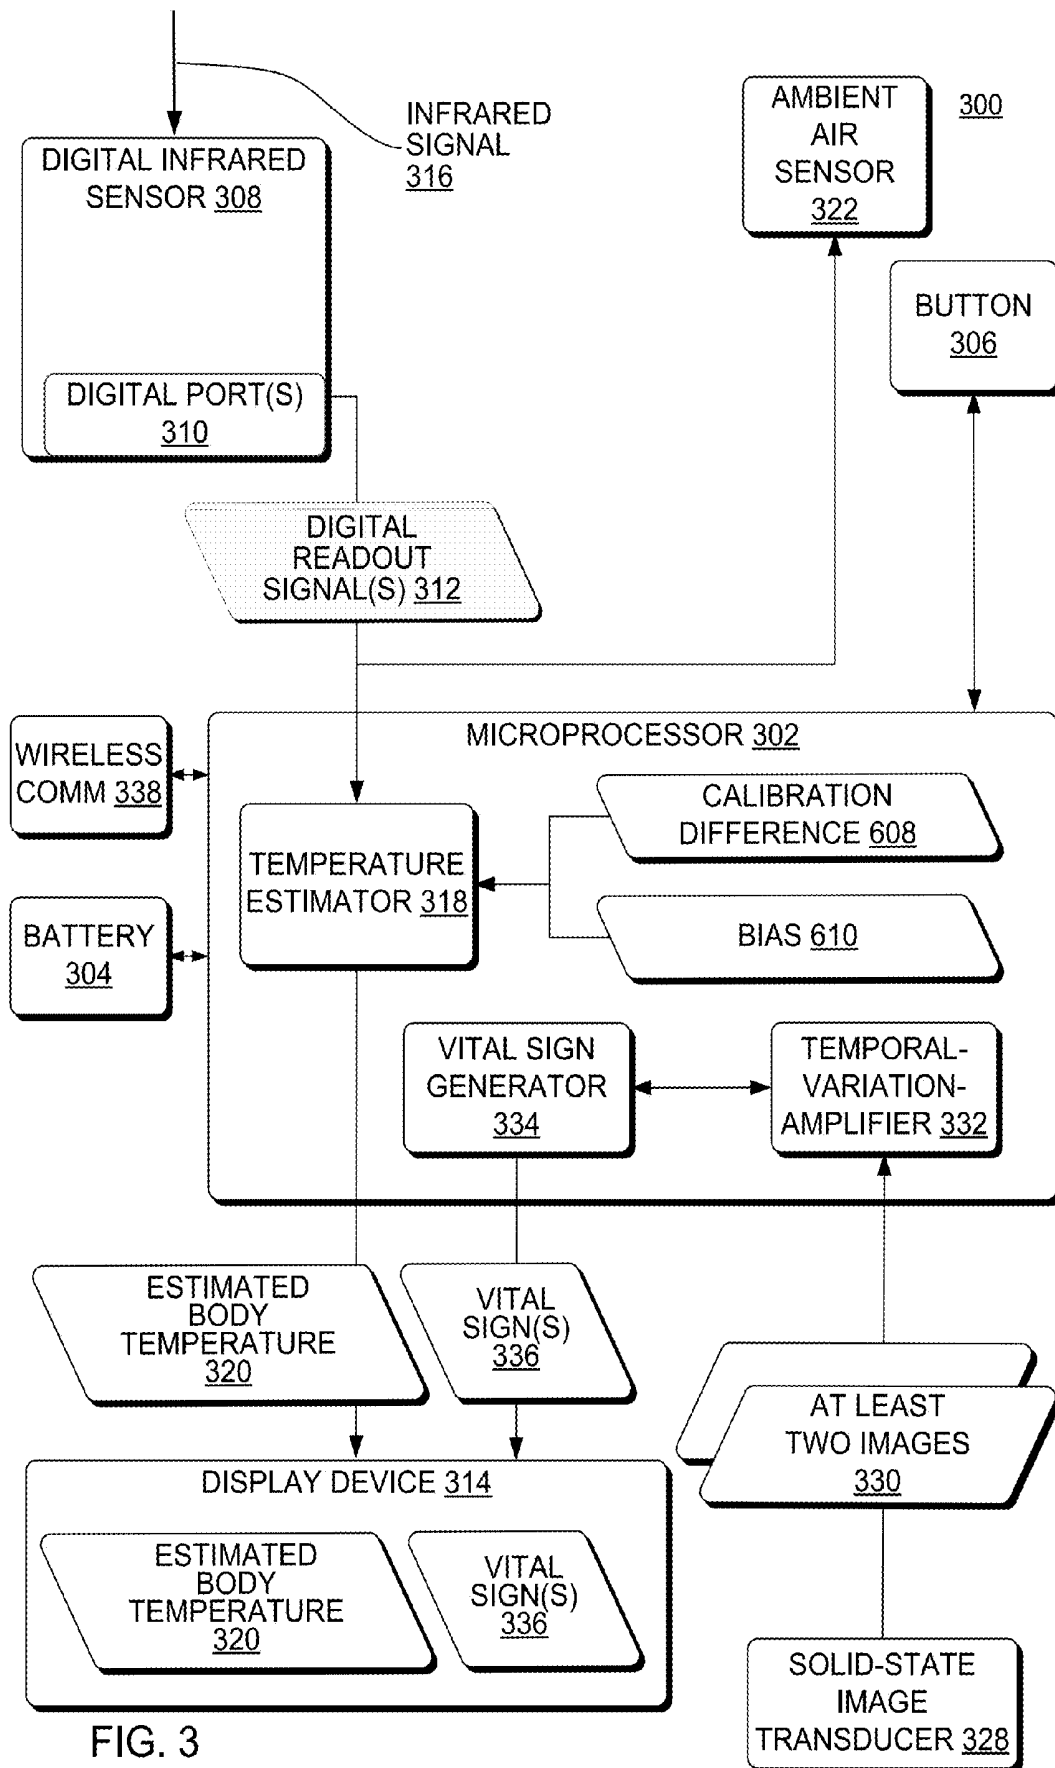 INFRARED
SIGNAL
316
AMBIENT
AIR
SENSOR
322
300
DIGITAL INFRARED
SENSOR 308
BUTTON
306
DIGITAL PORT(S)
310
DIGITAL
READOUT
SIGNAL(S) 312
MICROPROCESSOR 302
WIRELESS
COMM 338
CALIBRATION
DIFFERENCE 608
TEMPERATURE
ESTIMATOR 318
BATTERY
304
BIAS 610
VITAL SIGN
GENERATOR
334
TEMPORAL-
VARIATION-
AMPLIFIER 332
ESTIMATED
BODY
TEMPERATURE
320
VITAL
SIGN(S)
336
AT LEAST
TWO IMAGES
330
DISPLAY DEVICE 314
ESTIMATED
BODY
TEMPERATURE
320
VITAL
SIGN(S)
336
SOLID-STATE
IMAGE
TRANSDUCER 328
FIG. 3